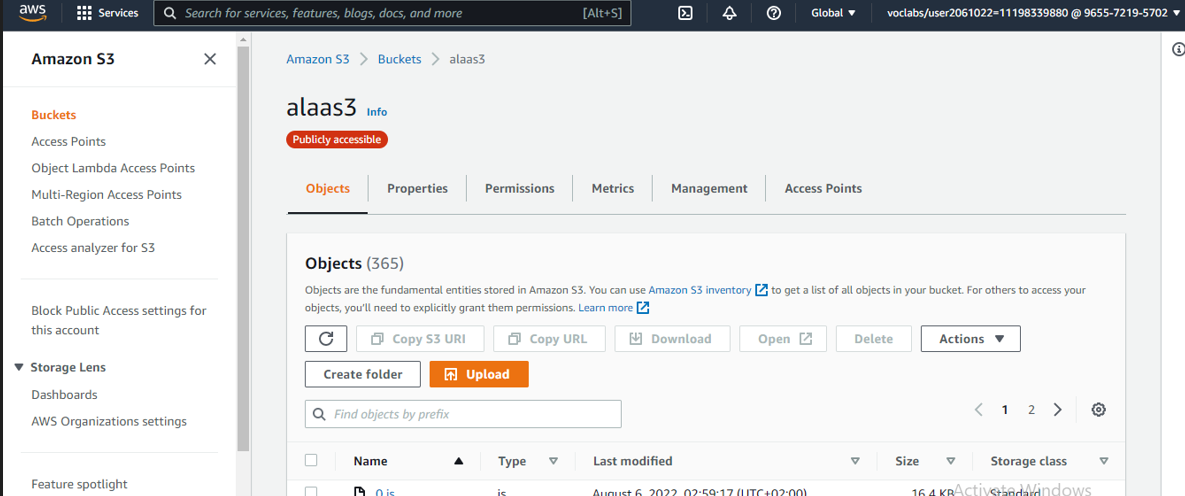 aws
Services
Search for services, features, blogs, docs, and more
[Alt+S]
Global
voclabs/user2061022=11198339880 @ 9655-7219-5702
Amazon S3
Buckets
Access Points
Object Lambda Access Points
Multi-Region Access Points
Batch Operations
Access analyzer for S3
Block Public Access settings for
this account
Storage Lens
Dashboards
AWS Organizations settings
Feature spotlight
Amazon S3 > Buckets > alaas3
alaas3 Info
Publicly accessible
Objects
Properties
Permissions
Metrics
Management
Access Points
Objects (365)
Objects are the fundamental entities stored in Amazon S3. You can use Amazon S3 inventory to get a list of all objects in your bucket. For others to access your
objects, you'll need to explicitly grant them permissions. Learn more
Copy S3 URI
Copy URL
Download
Open
Delete
Actions
Create folder
Upload
Find objects by prefix
1 2
Name
Type
Last modified
Size
Storage class
0.js
js
August 6, 2022, 02:59:17 (UTC+02:00)
16.4 KB
Standard
Activate Windows